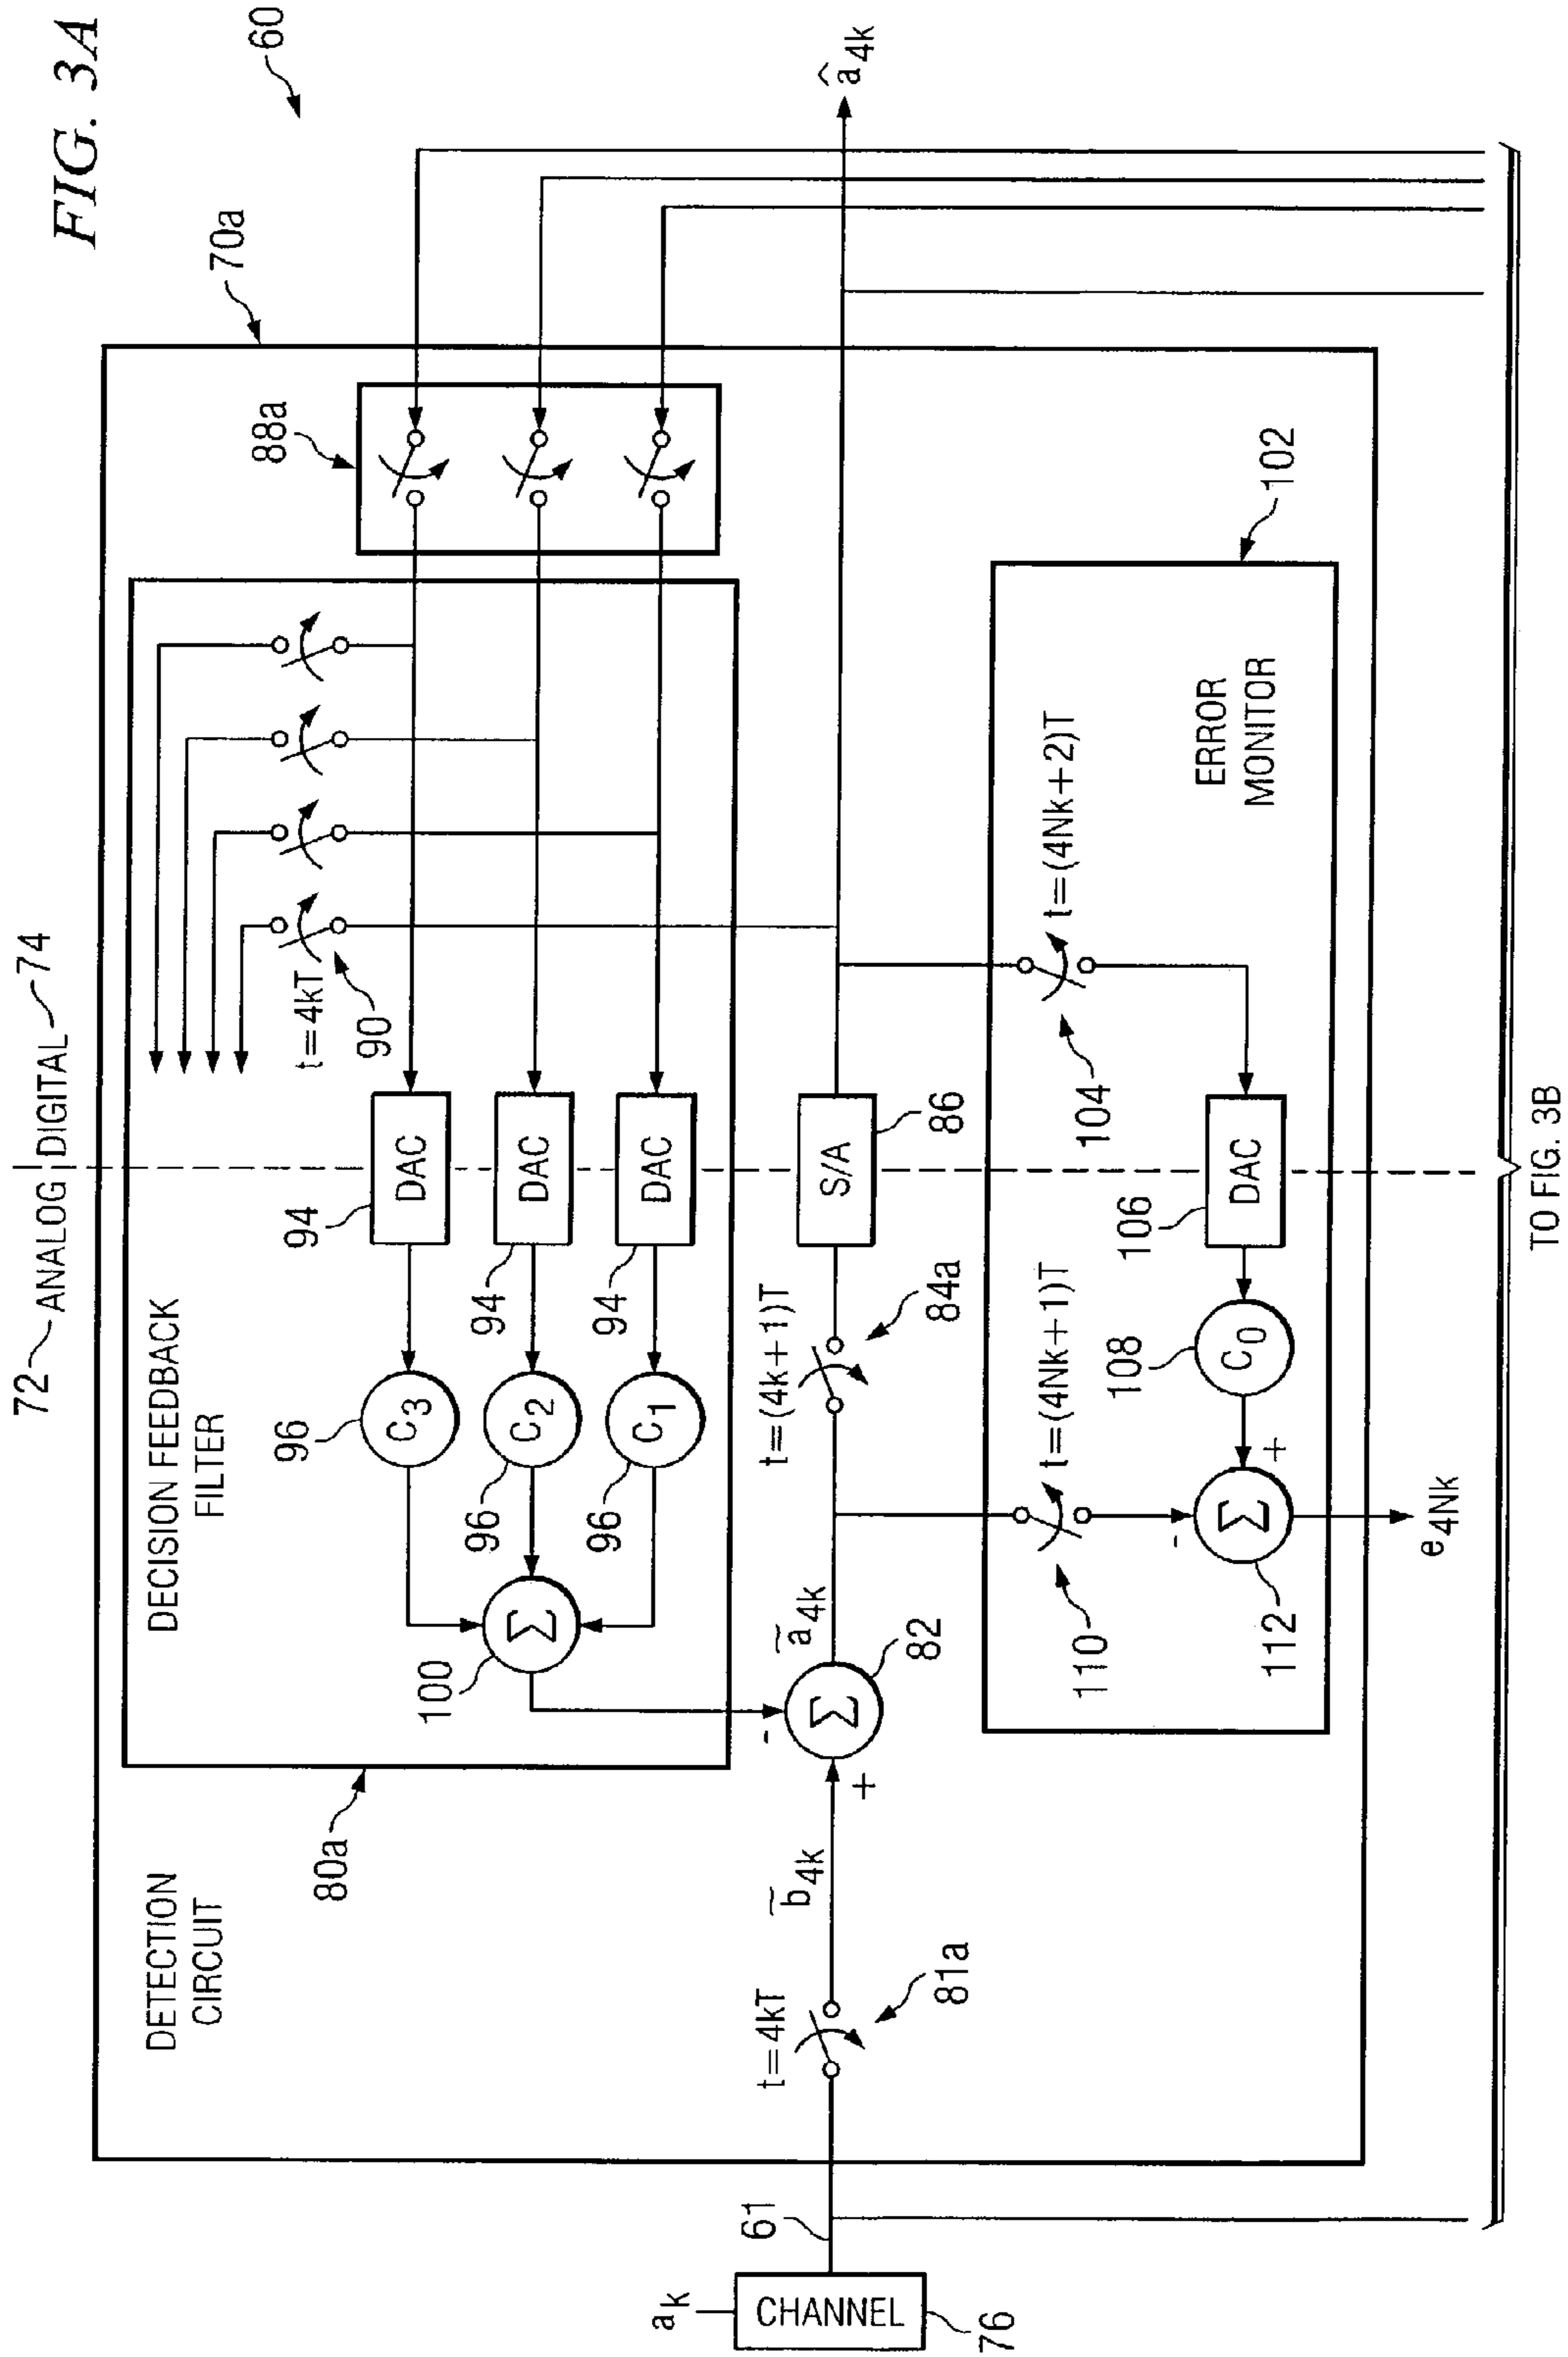 FIG. 3A
60
72 ANALOG DIGITAL 74
70a
DETECTION
CIRCUIT
DECISION FEEDBACK
FILTER
80a
88a
t=4kT
90
96
C3
94
DAC
96
C2
94
DAC
96
C1
94
DAC
100
Σ
ak
CHANNEL
76
61
t=4kT
81a
b̃4k
+
-
Σ
82
ã4k
t=(4k+1)T
84a
S/A
86
â4k
110
t=(4Nk+1)T
104
t=(4Nk+2)T
ERROR
MONITOR
102
-
Σ
+
112
108
C0
106
DAC
e4Nk
TO FIG. 3B